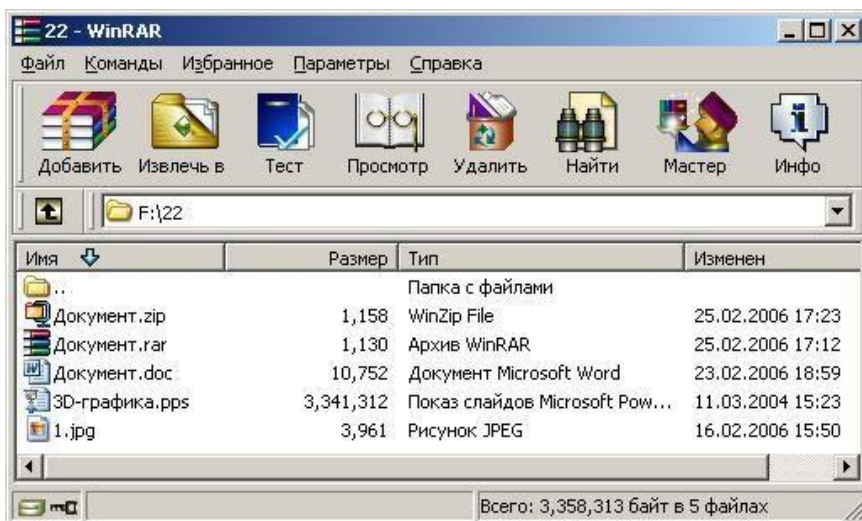 22 - WinRAR
Файл Команды Избранное Параметры Справка
Добавить Извлечь в Тест Просмотр Удалить Найти Мастер Инфо
F:\22
Имя Размер Тип Изменен
.. Папка с файлами
Документ.zip 1,158 WinZip File 25.02.2006 17:23
Документ.rar 1,130 Архив WinRAR 25.02.2006 17:12
Документ.doc 10,752 Документ Microsoft Word 23.02.2006 18:59
3D-графика.pps 3,341,312 Показ слайдов Microsoft Pow... 11.03.2004 15:23
1.jpg 3,961 Рисунок JPEG 16.02.2006 15:50
Всего: 3,358,313 байт в 5 файлах